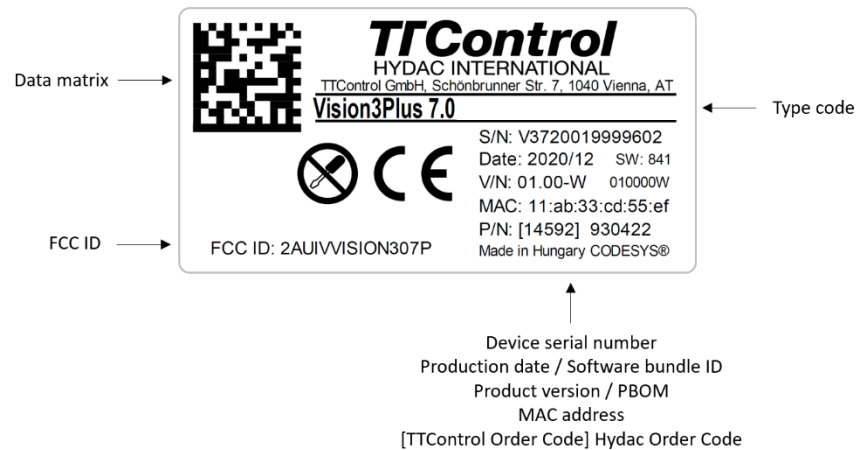 TTControl
HYDAC INTERNATIONAL
TTControl GmbH, Schönbrunner Str. 7, 1040 Vienna, AT
Data matrix
Vision3Plus 7.0
Type code
S/N: V3720019999602
Date: 2020/12 SW: 841
V/N: 01.00-W 010000W
MAC: 11:ab:33:cd:55:ef
P/N: [14592] 930422
FCC ID
FCC ID: 2AUIVVISION307P
Made in Hungary CODESYS®
Device serial number
Production date / Software bundle ID
Product version / PBOM
MAC address
[TTControl Order Code] Hydac Order Code